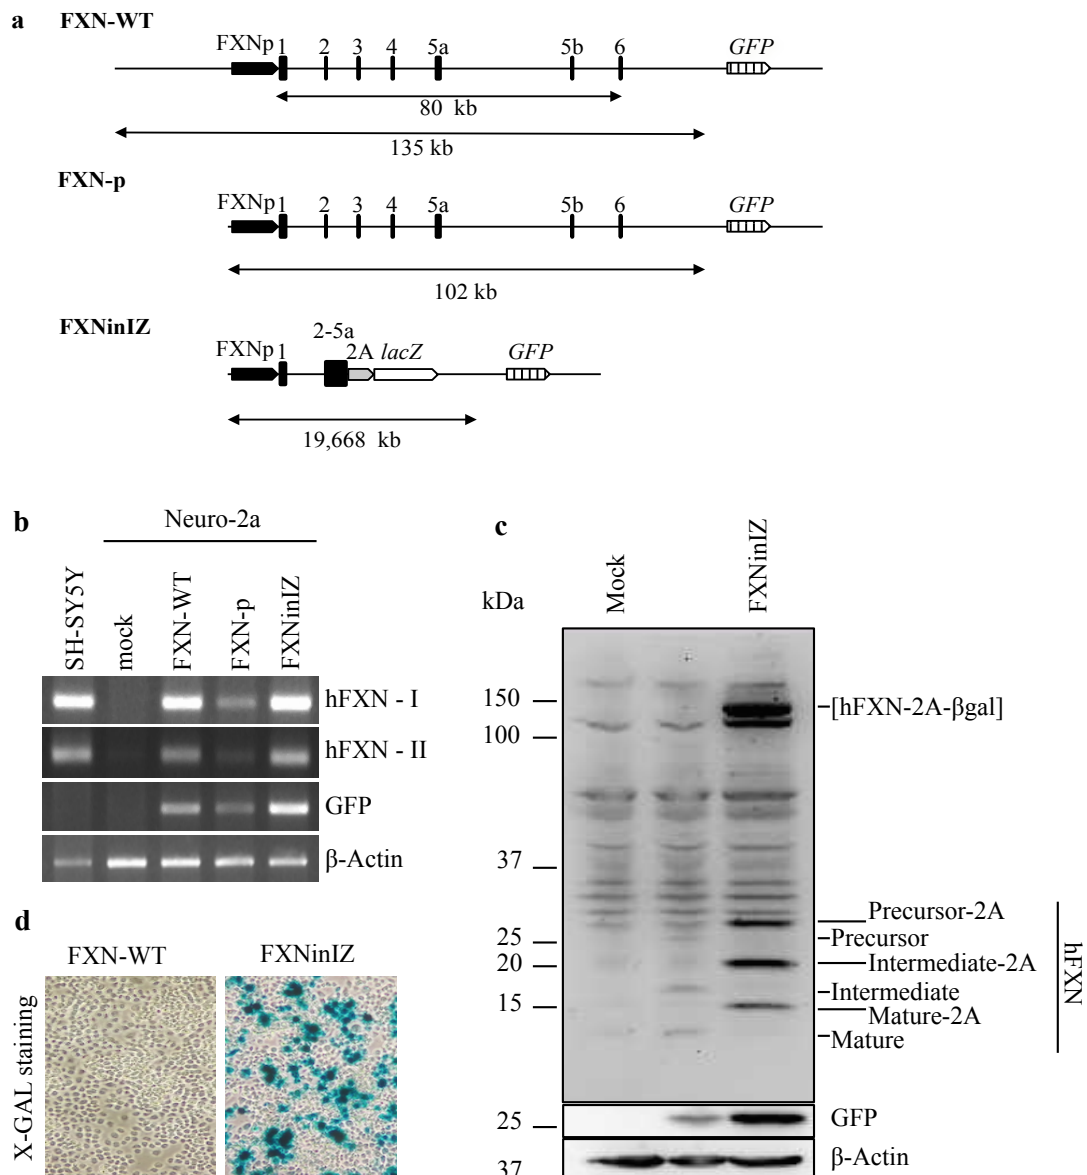 a FXN-WT
FXNp 1 2 3 4 5a 5b 6 GFP
80 kb
135 kb
FXN-p
FXNp 1 2 3 4 5a 5b 6 GFP
102 kb
FXNinIZ
2-5a
FXNp 1 2A lacZ GFP
19,668 kb
b Neuro-2a
SH-SY5Y mock FXN-WT FXN-p FXNinIZ
hFXN - I
hFXN - II
GFP
β-Actin
c
kDa Mock FXNinIZ
150
[hFXN-2A-βgal]
100
37
Precursor-2A
25
Precursor
20
Intermediate-2A
Intermediate
15
Mature-2A
Mature
hFXN
25 GFP
37 β-Actin
d
FXN-WT FXNinIZ
X-GAL staining